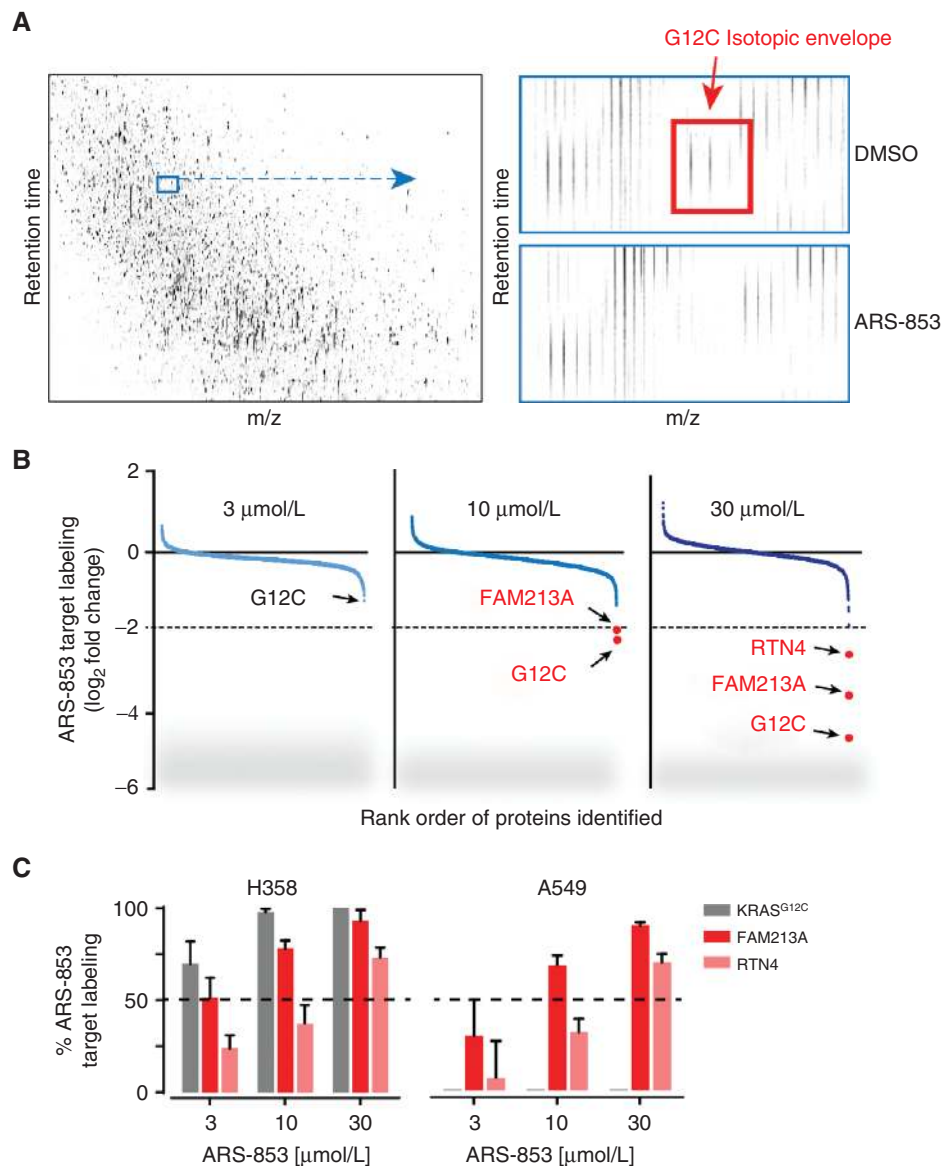 A
G12C Isotopic envelope
Retention time
m/z
Retention time
DMSO
ARS-853
m/z
B
ARS-853 target labeling
(log₂ fold change)
2
0
–2
–4
–6
3 μmol/L
G12C
10 μmol/L
FAM213A
G12C
30 μmol/L
RTN4
FAM213A
G12C
Rank order of proteins identified
C
% ARS-853
target labeling
H358
100
50
0
3
10
30
ARS-853 [μmol/L]
A549
3
10
30
ARS-853 [μmol/L]
KRASᴳ¹²ᶜ
FAM213A
RTN4